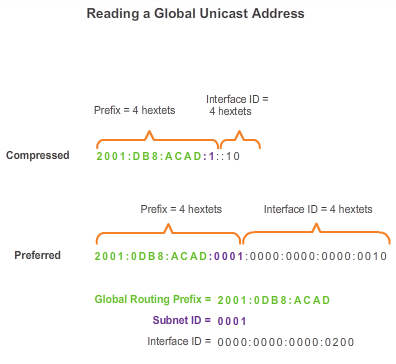 Reading a Global Unicast Address
Interface ID =
Prefix = 4 hextets
4 hextets
Compressed
2001:DB8:ACAD:1::10
Prefix = 4 hextets
Interface ID = 4 hextets
Preferred
2001:0DB8:ACAD:0001:0000:0000:0000:0010
Global Routing Prefix = 2001:0DB8:ACAD
Subnet ID = 0001
Interface ID = 0000:0000:0000:0200